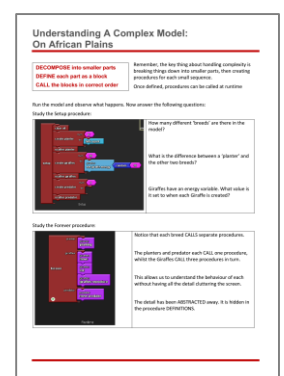 Understanding A Complex Model:
On African Plains
DECOMPOSE into smaller parts
DEFINE each part as a block
CALL the blocks in correct order
Remember, the key thing about handling complexity is
breaking things down into smaller parts, then creating
procedures for each small sequence.
Once defined, procedures can be called at runtime
Run the model and observe what happens. Now answer the following questions:
Study the Setup procedure:
How many different 'breeds' are there in the
model?
What is the difference between a 'planter' and
the other two breeds?
Giraffes have an energy variable. What value is
it set to when each Giraffe is created?
Study the Forever procedure:
Notice that each breed CALLS separate procedures.
The planters and predator each CALL one procedure,
whilst the Giraffes CALL three procedures in turn.
This allows us to understand the behaviour of each
without having all the detail cluttering the screen.
The detail has been ABSTRACTED away. It is hidden in
the procedure DEFINITIONS.